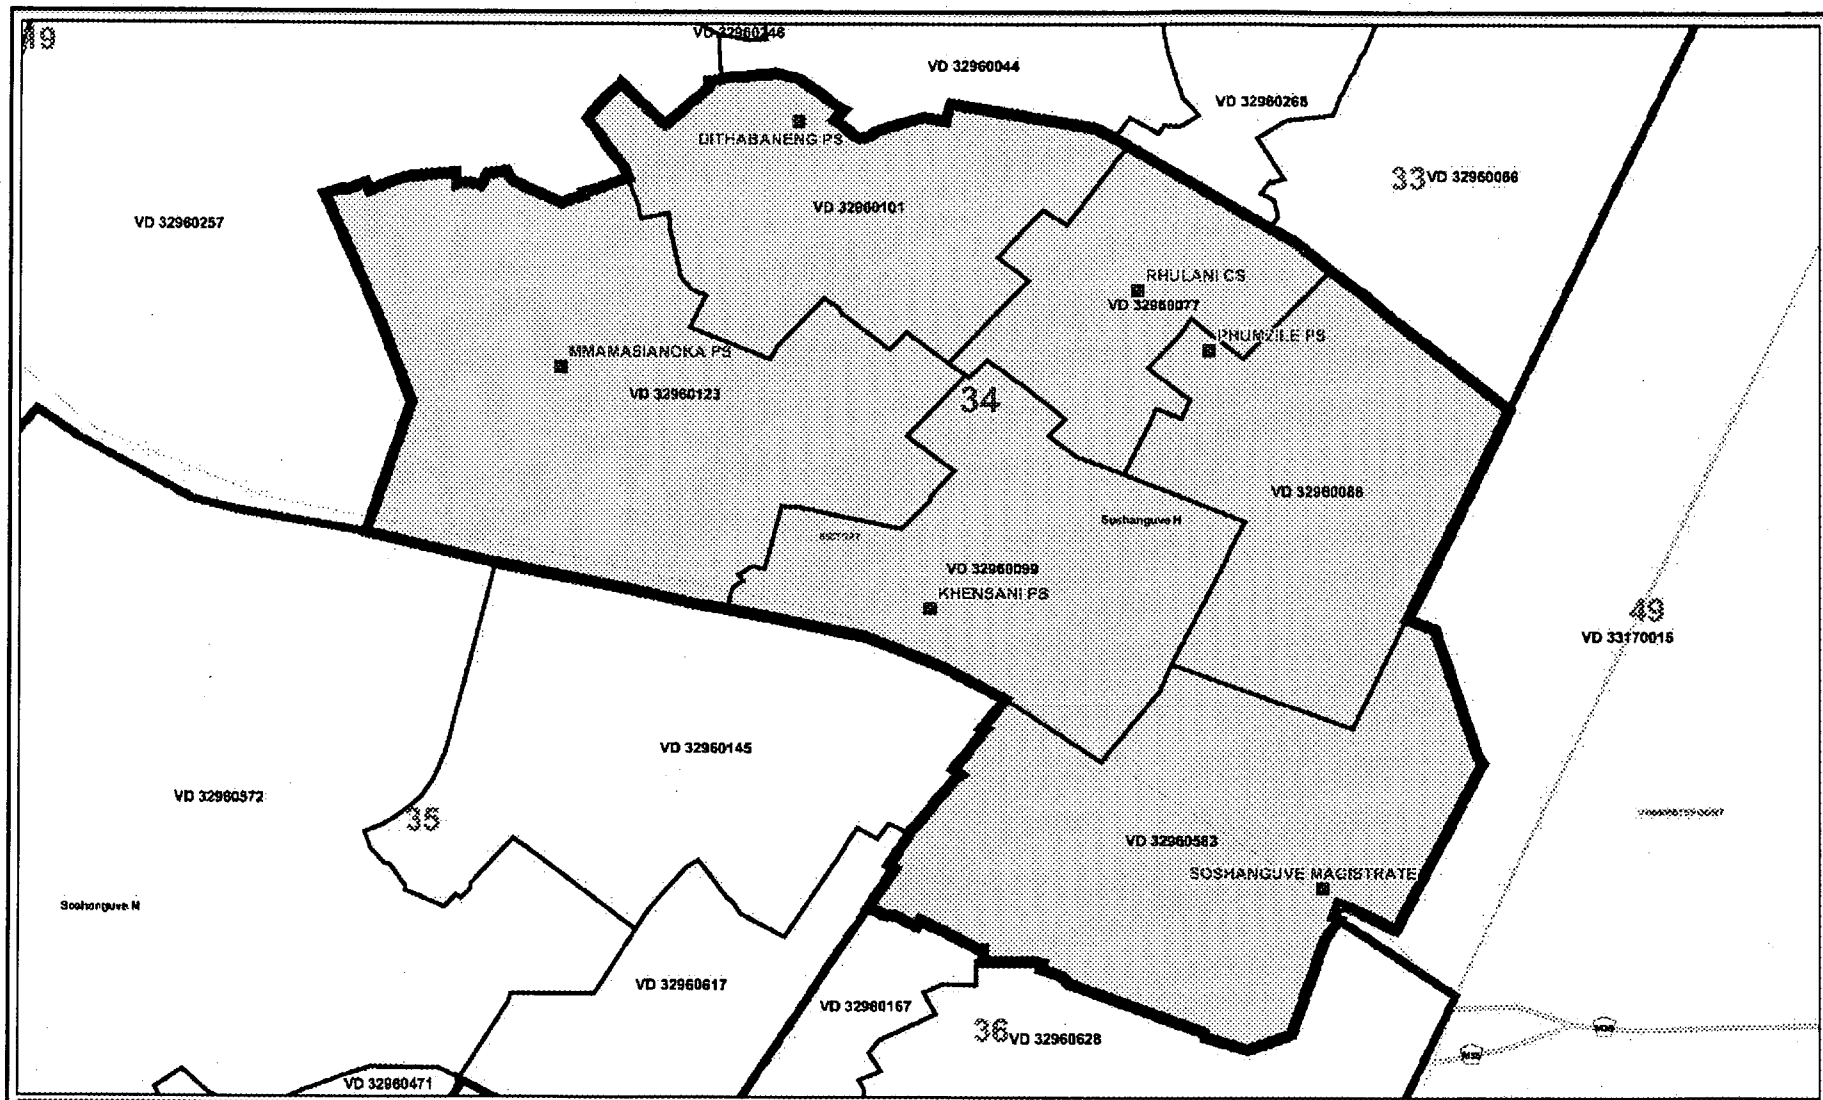 VD 32960246
VD 32960044
VD 32960268
DITHABANENG PS
33
VD 32960066
VD 32960257
VD 32960101
RHULANI CS
VD 32960077
PHUMZILE PS
MMAMASIANOKA PS
VD 32960123
34
VD 32960088
Soshanguve H
VD 32960099
KHENSANI PS
49
VD 33170015
VD 32960145
VD 32960572
35
VD 32960583
SOSHANGUVE MAGISTRATE
Soshanguve M
VD 32960617
VD 32960167
36
VD 32960628
VD 32960471